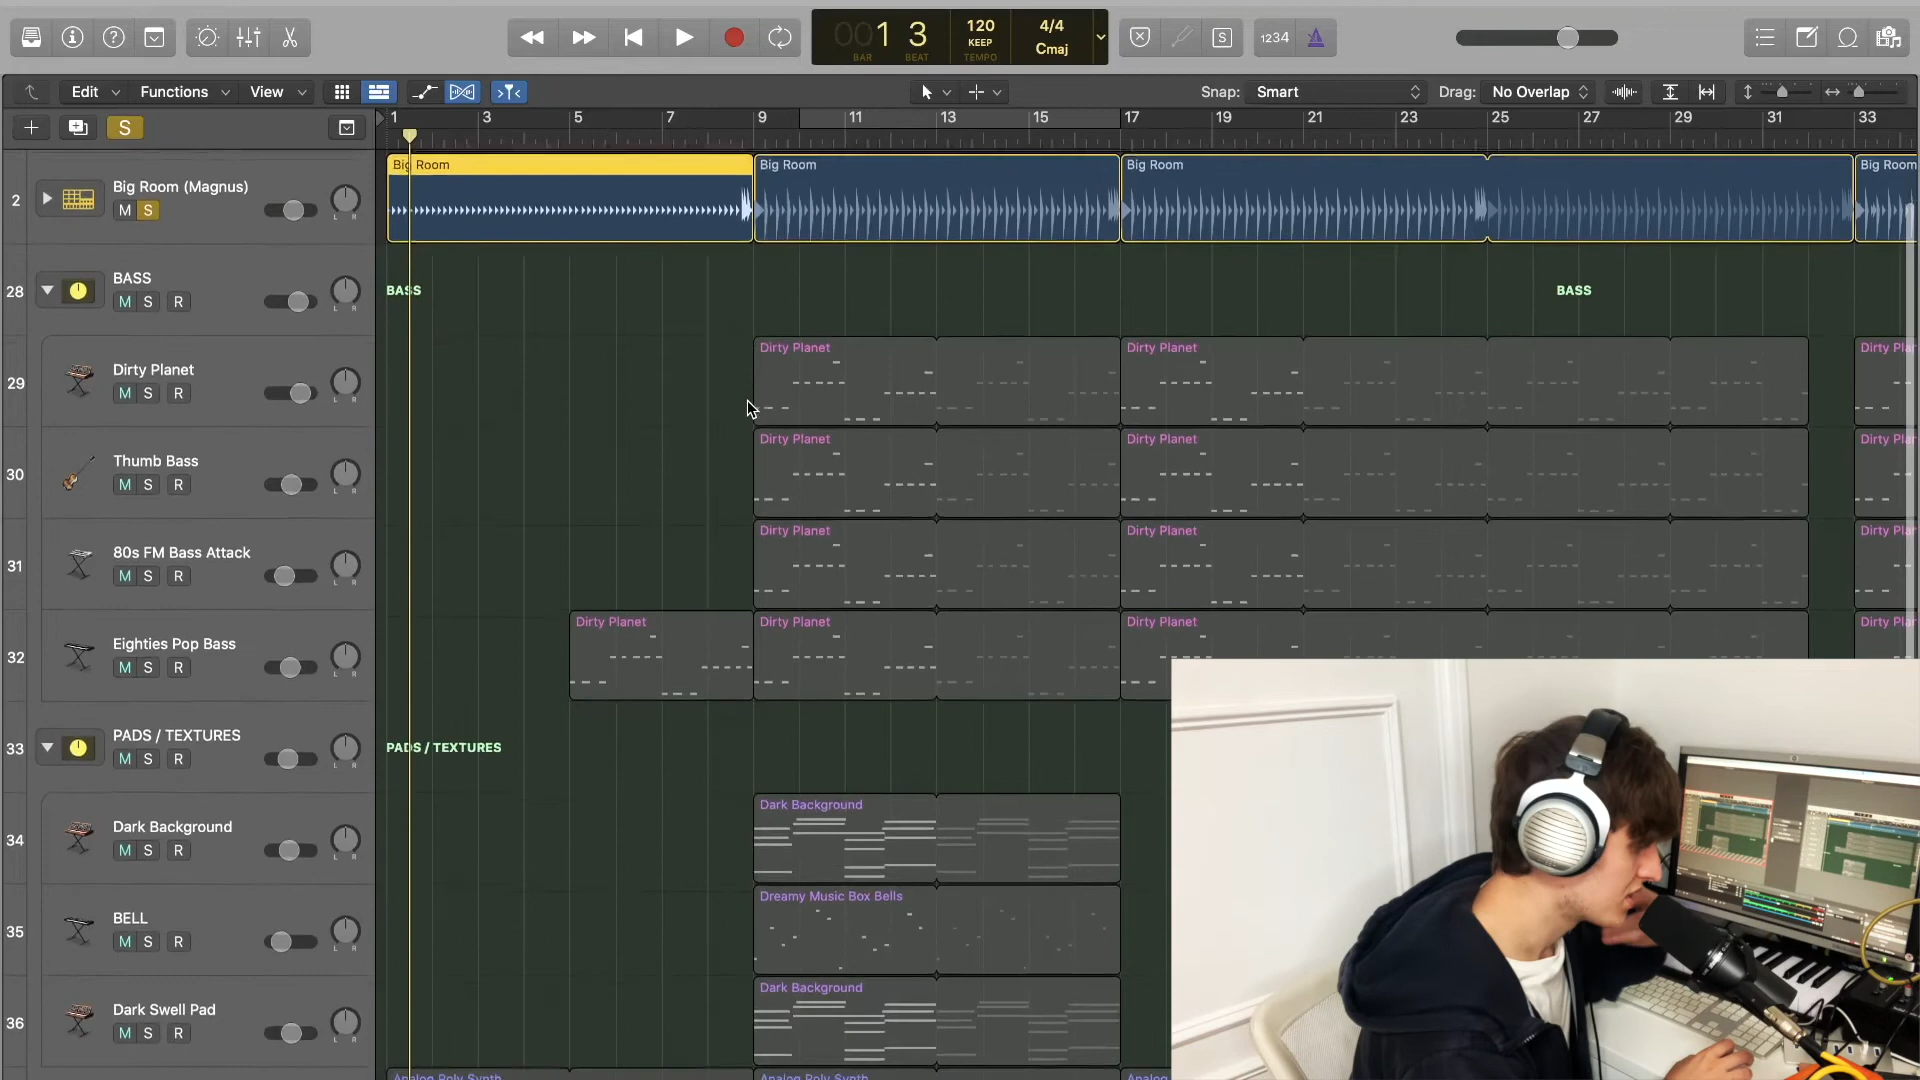 001 3
BAR BEAT
120
KEEP
TEMPO
4/4
Cmaj
S
1234
Edit
Functions
View
Snap: Smart
Drag: No Overlap
S
1 3 5 7 9 11 13 15 17 19 21 23 25 27 29 31 33
2
Big Room (Magnus)
M S
L R
Big Room
Big Room
Big Room
Big Room
28
BASS
M S R
L R
BASS
BASS
29
Dirty Planet
M S R
L R
Dirty Planet
Dirty Planet
Dirty Plan
30
Thumb Bass
M S R
L R
Dirty Planet
Dirty Planet
Dirty Plan
31
80s FM Bass Attack
M S R
L R
Dirty Planet
Dirty Planet
Dirty Plan
32
Eighties Pop Bass
M S R
L R
Dirty Planet
Dirty Planet
Dirty Planet
Dirty Plan
33
PADS / TEXTURES
M S R
L R
PADS / TEXTURES
34
Dark Background
M S R
L R
Dark Background
35
BELL
M S R
L R
Dreamy Music Box Bells
36
Dark Swell Pad
M S R
L R
Dark Background
Analog Poly Synth
Analog Poly Synth
Analog